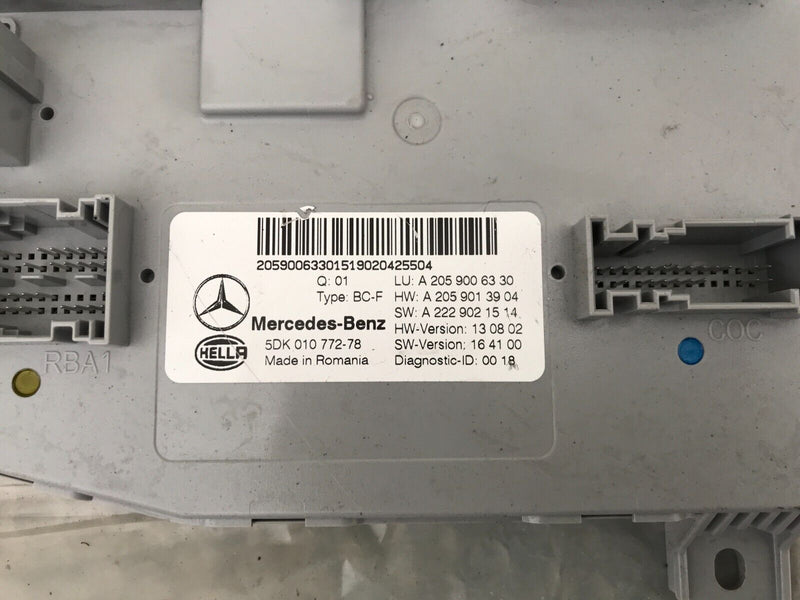 20590063301519020425504
Q: 01 LU: A 205 900 63 30
Type: BC-F HW: A 205 901 39 04
SW: A 222 902 15 14
Mercedes-Benz HW-Version: 13 08 02
HELLA 5DK 010 772-78 SW-Version: 16 41 00
Made in Romania Diagnostic-ID: 00 18
RBA1
COC